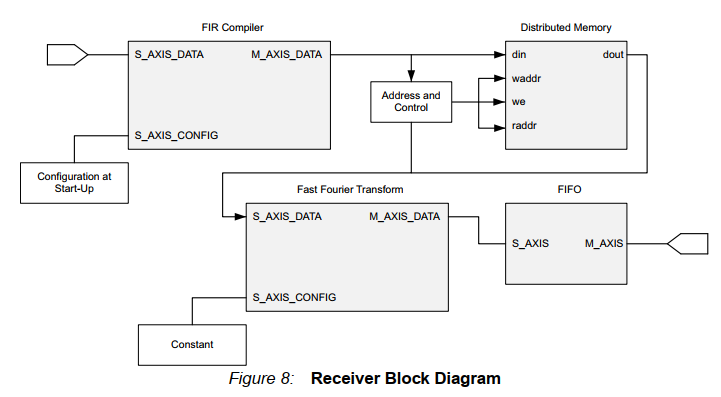 FIR Compiler
Distributed Memory
S_AXIS_DATA
M_AXIS_DATA
din
dout
waddr
Address and
Control
we
raddr
S_AXIS_CONFIG
Configuration at
Start-Up
Fast Fourier Transform
FIFO
S_AXIS_DATA
M_AXIS_DATA
S_AXIS
M_AXIS
S_AXIS_CONFIG
Constant
Figure 8: Receiver Block Diagram